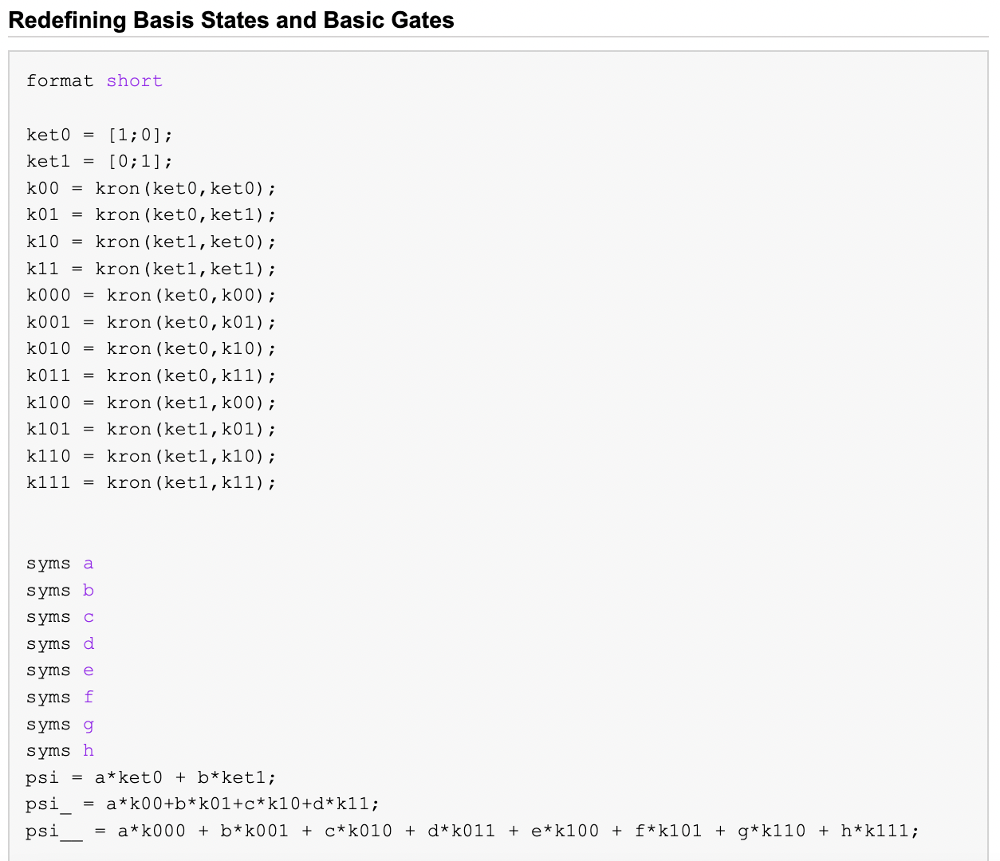 Redefining Basis States and Basic Gates
format short
ket0 = [1;0];
ket1 = [0;1];
k00 = kron(ket0,ket0);
k01 = kron(ket0,ket1);
k10 = kron(ket1,ket0);
k11 = kron(ket1,ket1);
k000 = kron(ket0,k00);
k001 = kron(ket0,k01);
k010 = kron(ket0,k10);
k011 = kron(ket0,k11);
k100 = kron(ket1,k00);
k101 = kron(ket1,k01);
k110 = kron(ket1,k10);
k111 = kron(ket1,k11);
syms a
syms b
syms c
syms d
syms e
syms f
syms g
syms h
psi = a*ket0 + b*ket1;
psi_ = a*k00+b*k01+c*k10+d*k11;
psi__ = a*k000 + b*k001 + c*k010 + d*k011 + e*k100 + f*k101 + g*k110 + h*k111;